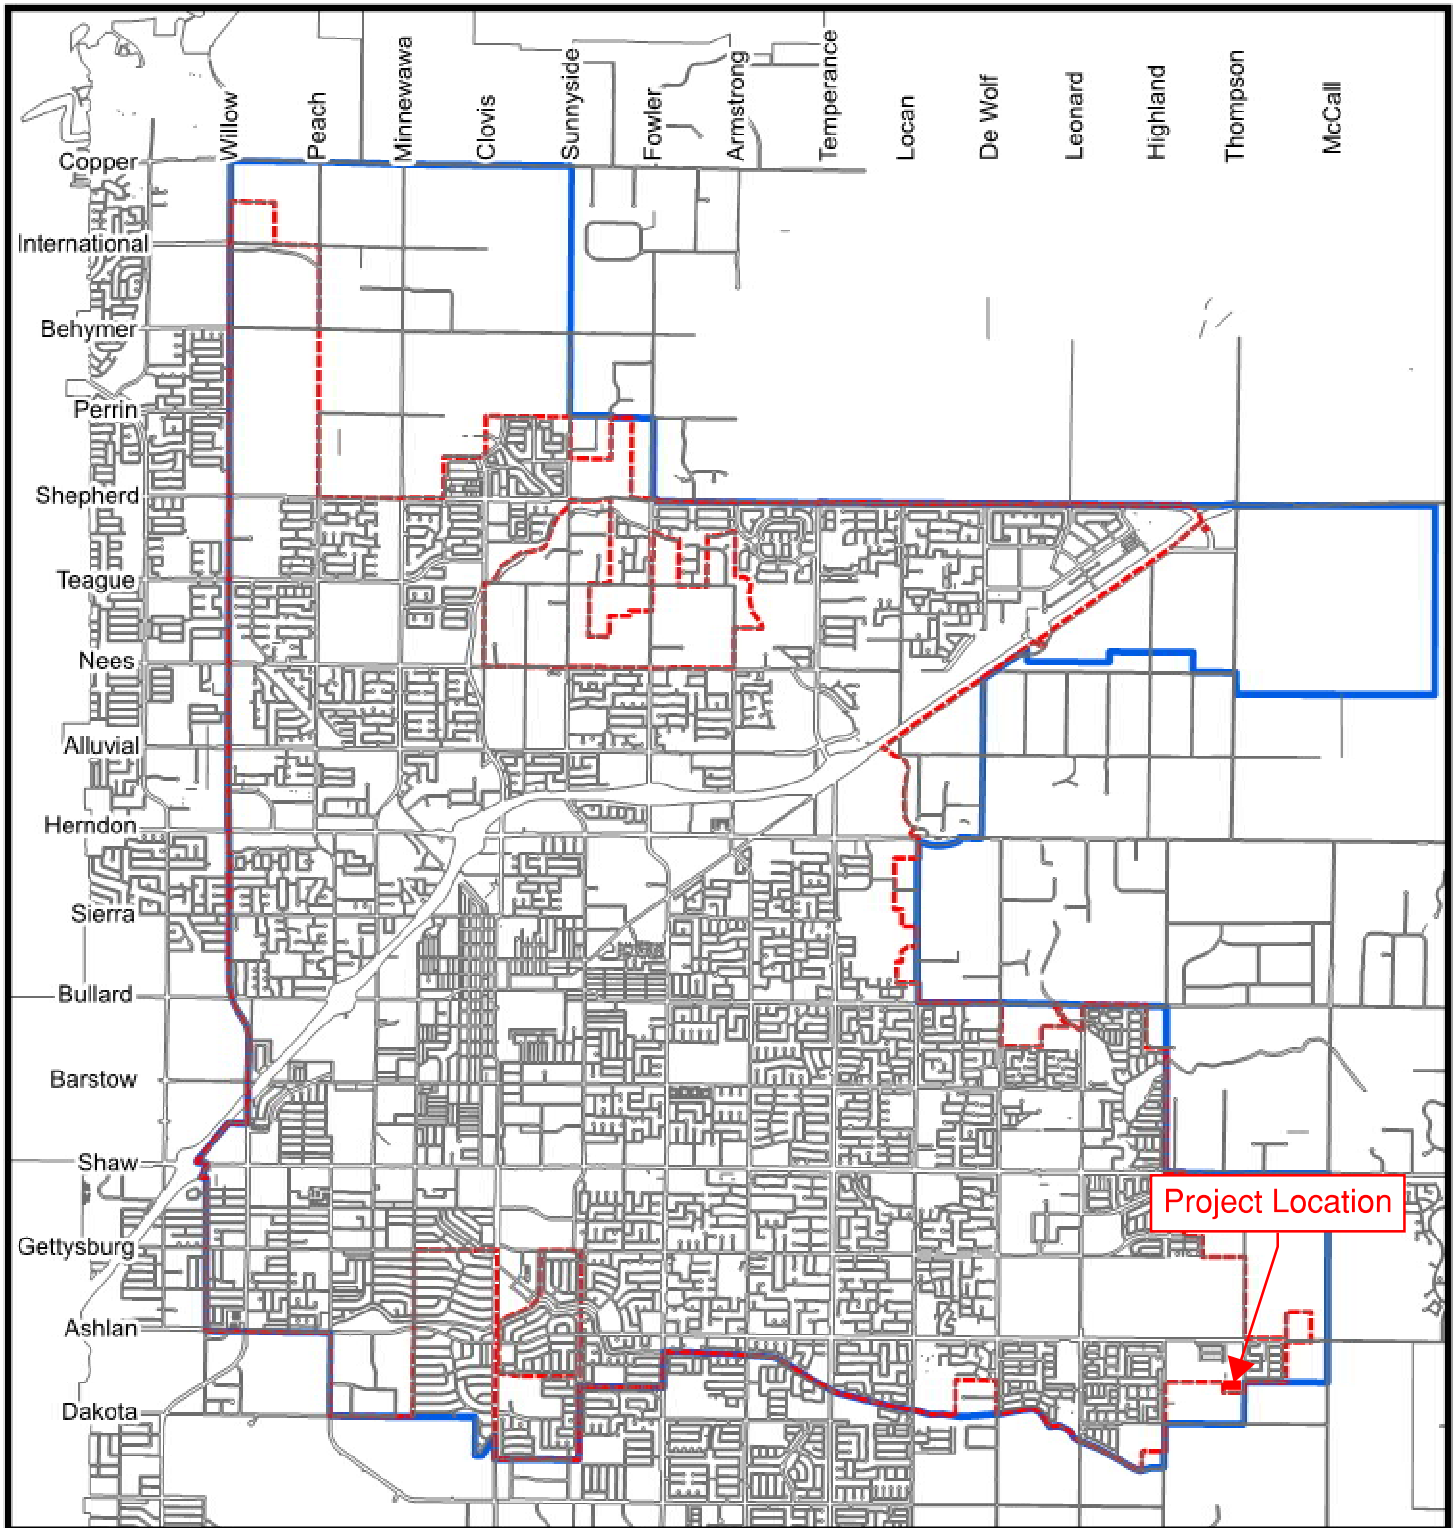 Willow
Peach
Minnewawa
Clovis
Sunnyside
Fowler
Armstrong
Temperance
Locan
De Wolf
Leonard
Highland
Thompson
McCall
Copper
International
Behymer
Perrin
Shepherd
Teague
Nees
Alluvial
Herndon
Sierra
Bullard
Barstow
Shaw
Project Location
Gettysburg
Ashlan
Dakota